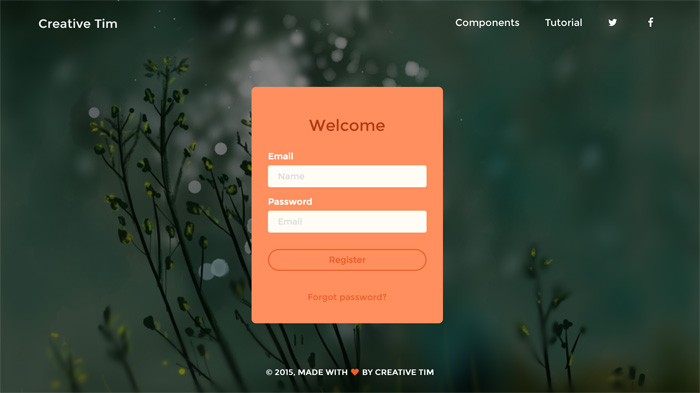 Creative Tim
Components Tutorial
Welcome
Email
Name
Password
Email
Register
Forgot password?
© 2015, MADE WITH ❤ BY CREATIVE TIM